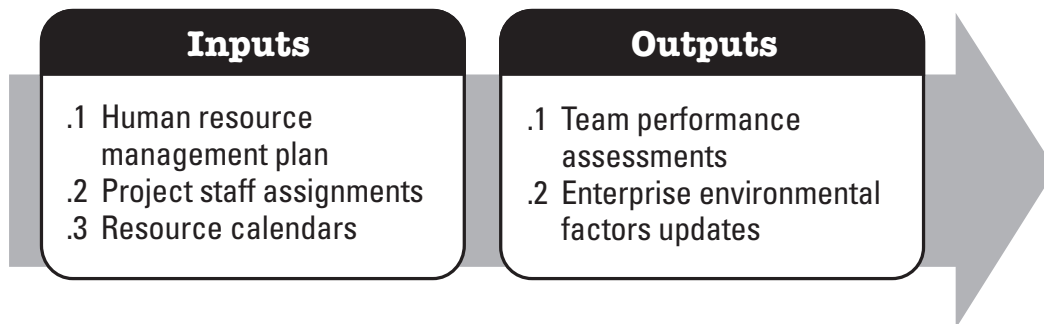 Inputs
.1 Human resource
management plan
.2 Project staff assignments
.3 Resource calendars
Outputs
.1 Team performance
assessments
.2 Enterprise environmental
factors updates